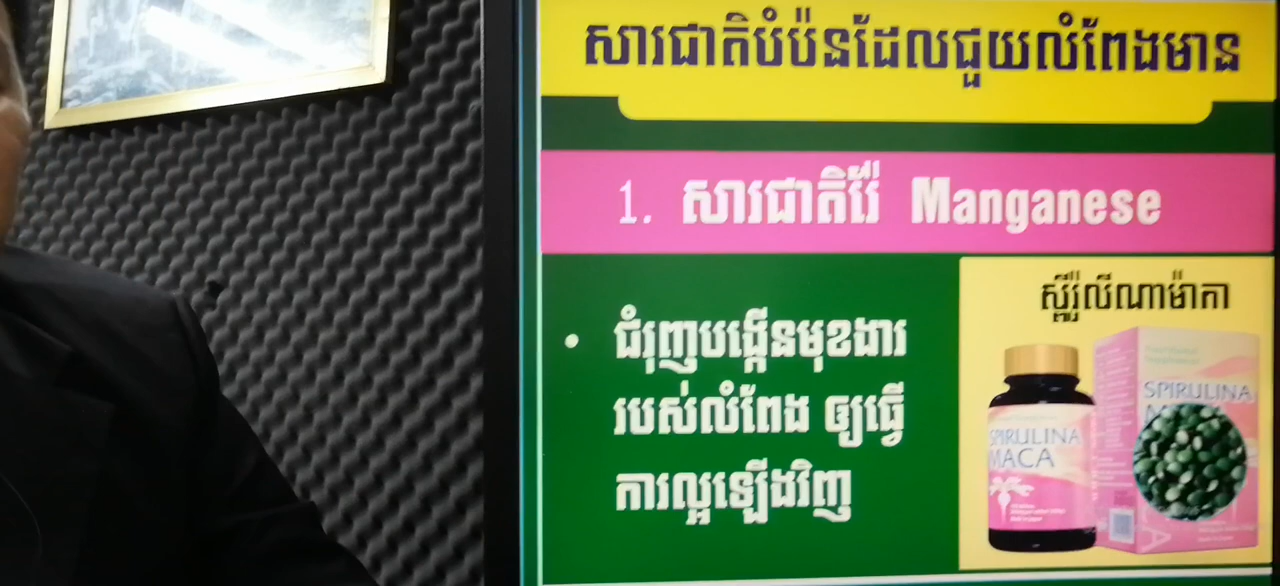 សារជាតិបំប៉នដែលជួយលំពែងមាន
1. សារជាតិរ៉ែ Manganese
ស្ពីរ៉ូលីណាម៉ាកា
• ជំរុញបង្កើនមុខងារ
របស់លំពែង ឲ្យធ្វើ
ការល្អឡើងវិញ
SPIRULINA
MACA
SPIRULINA